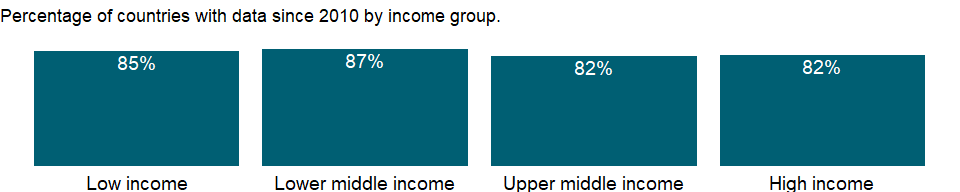 Percentage of countries with data since 2010 by income group.
85%
87%
82%
82%
Low income
Lower middle income
Upper middle income
High income